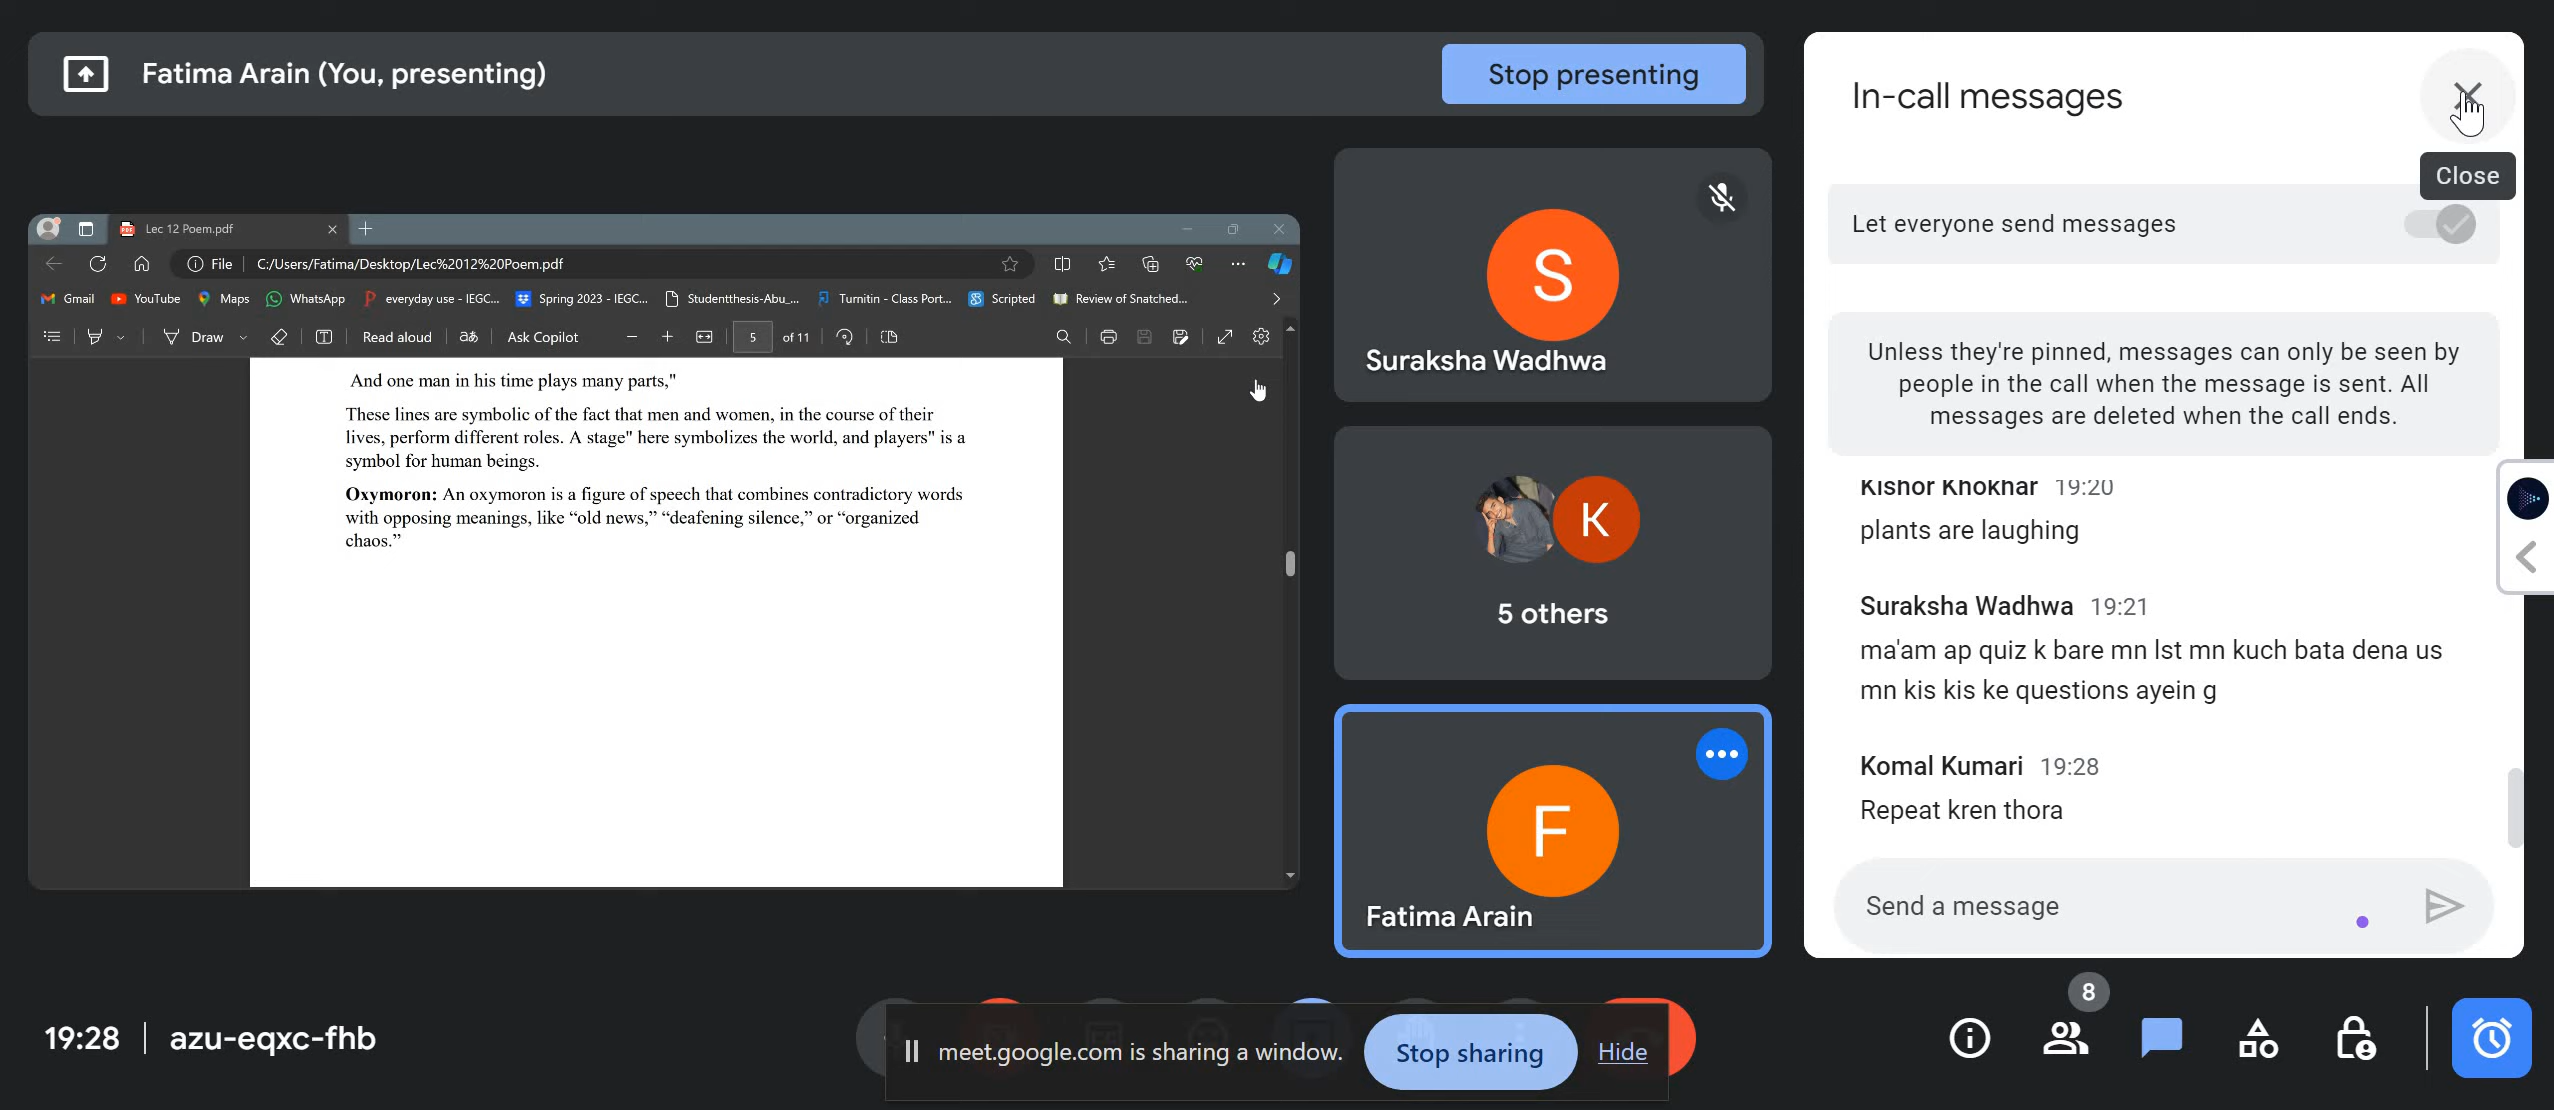 Fatima Arain (You, presenting)
Stop presenting
Lec 12 Poem.pdf
File
C:/Users/Fatima/Desktop/Lec%2012%20Poem.pdf
Gmail
YouTube
Maps
WhatsApp
everyday use - IEGC...
Spring 2023 - IEGC...
Studentthesis-Abu_...
Turnitin - Class Port...
Scripted
Review of Snatched...
Draw
Read aloud
aあ
Ask Copilot
5
of 11
And one man in his time plays many parts,"
These lines are symbolic of the fact that men and women, in the course of their
lives, perform different roles. A stage" here symbolizes the world, and players" is a
symbol for human beings.
Oxymoron: An oxymoron is a figure of speech that combines contradictory words
with opposing meanings, like “old news,” “deafening silence,” or “organized
chaos.”
S
Suraksha Wadhwa
K
5 others
F
Fatima Arain
In-call messages
Close
Let everyone send messages
Unless they're pinned, messages can only be seen by
people in the call when the message is sent. All
messages are deleted when the call ends.
Kishor Khokhar 19:20
plants are laughing
Suraksha Wadhwa 19:21
ma'am ap quiz k bare mn lst mn kuch bata dena us
mn kis kis ke questions ayein g
Komal Kumari 19:28
Repeat kren thora
Send a message
19:28
azu-eqxc-fhb
meet.google.com is sharing a window.
Stop sharing
Hide
8